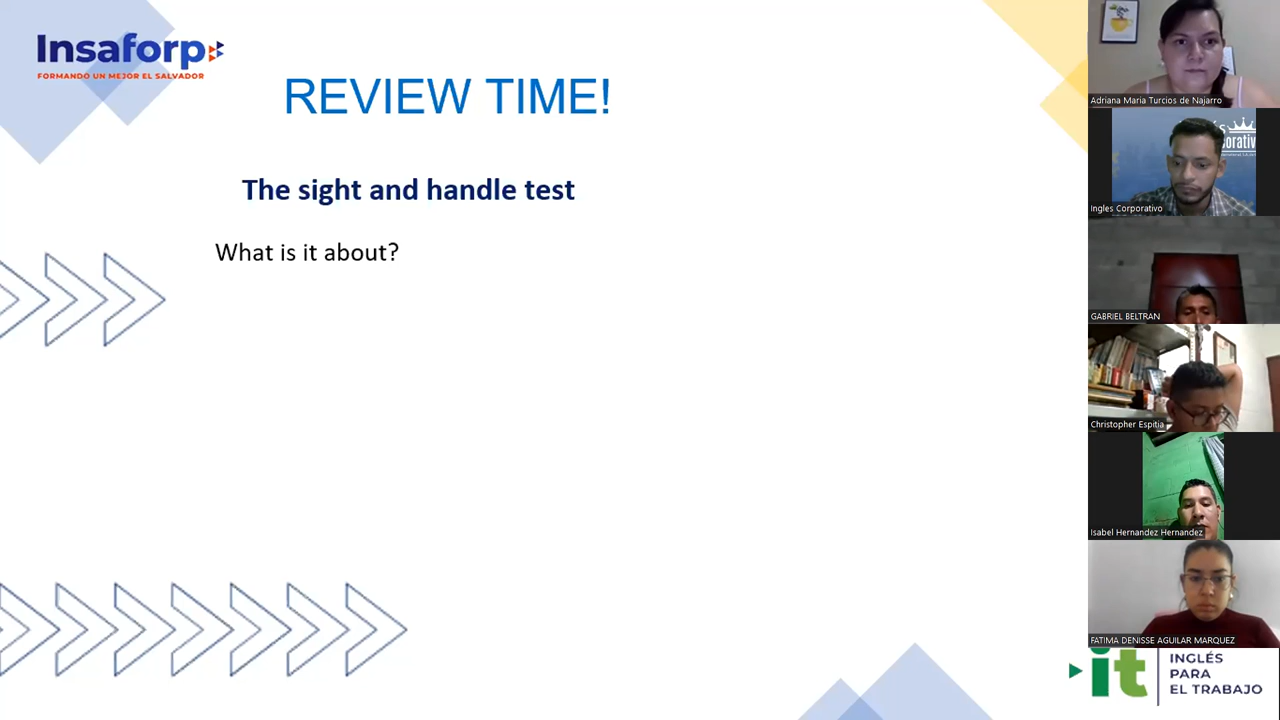 Insaforp
FORMANDO UN MEJOR EL SALVADOR
REVIEW TIME!
The sight and handle test
What is it about?
Adriana Maria Turcios de Najarro
Ingles Corporativo
GABRIEL BELTRAN
Christopher Espitia
Isabel Hernandez Hernandez
FATIMA DENISSE AGUILAR MARQUEZ
it
INGLÉS
PARA
EL TRABAJO